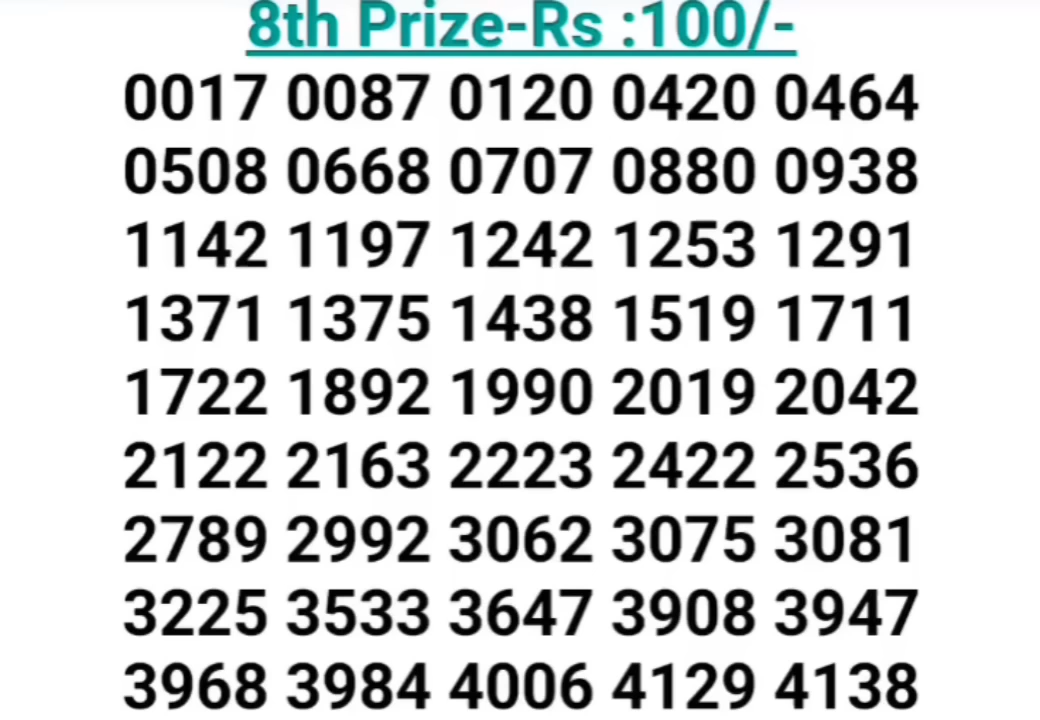 8th Prize-Rs :100/-
0017 0087 0120 0420 0464
0508 0668 0707 0880 0938
1142 1197 1242 1253 1291
1371 1375 1438 1519 1711
1722 1892 1990 2019 2042
2122 2163 2223 2422 2536
2789 2992 3062 3075 3081
3225 3533 3647 3908 3947
3968 3984 4006 4129 4138